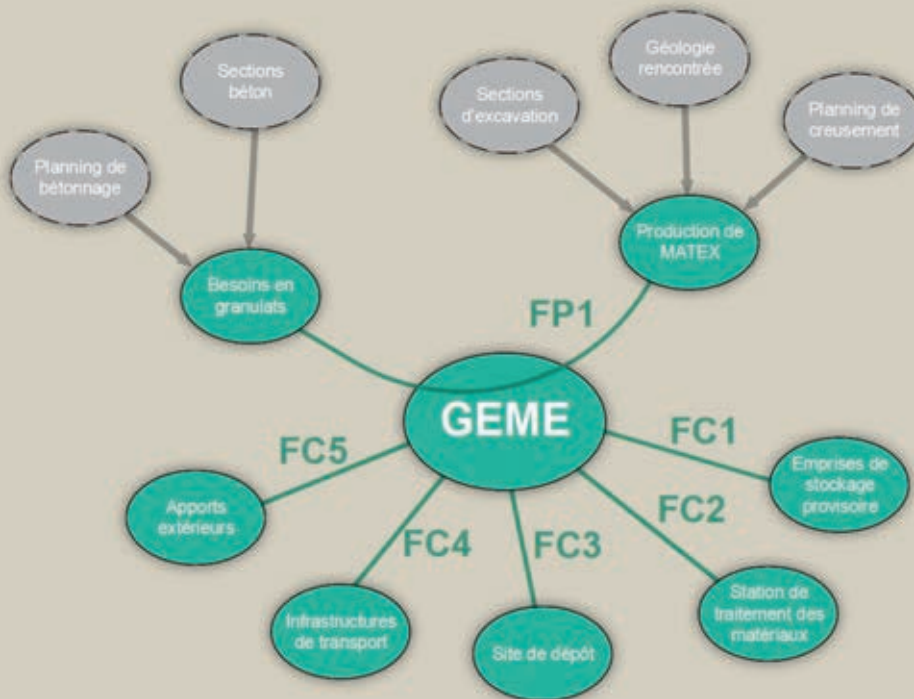 Géologie
rencontrée
Sections
béton
Sections
d'excavation
Planning de
creusement
Planning de
bétonnage
Production de
MATEX
Besoins en
granulats
FP1
GEME
FC1
FC5
Emprises de
stockage
provisoire
FC2
Apports
extérieurs
FC4
FC3
Station de
traitement des
matériaux
Infrastructures
de transport
Site de dépôt